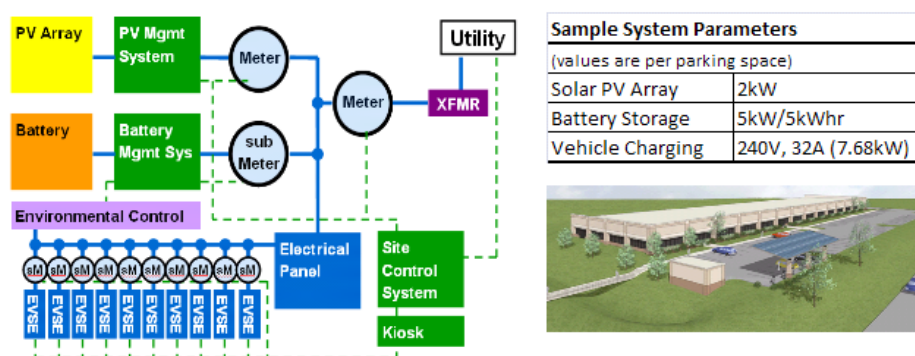 PV Array
PV Mgmt
System
Meter
Utility
Meter
XFMR
Battery
Battery
Mgmt Sys
sub
Meter
Environmental Control
Electrical
Panel
Site
Control
System
Kiosk
sM sM sM sM sM sM sM sM sM sM
EVSE EVSE EVSE EVSE EVSE EVSE EVSE EVSE EVSE EVSE
Sample System Parameters
(values are per parking space)
Solar PV Array 2kW
Battery Storage 5kW/5kWhr
Vehicle Charging 240V, 32A (7.68kW)